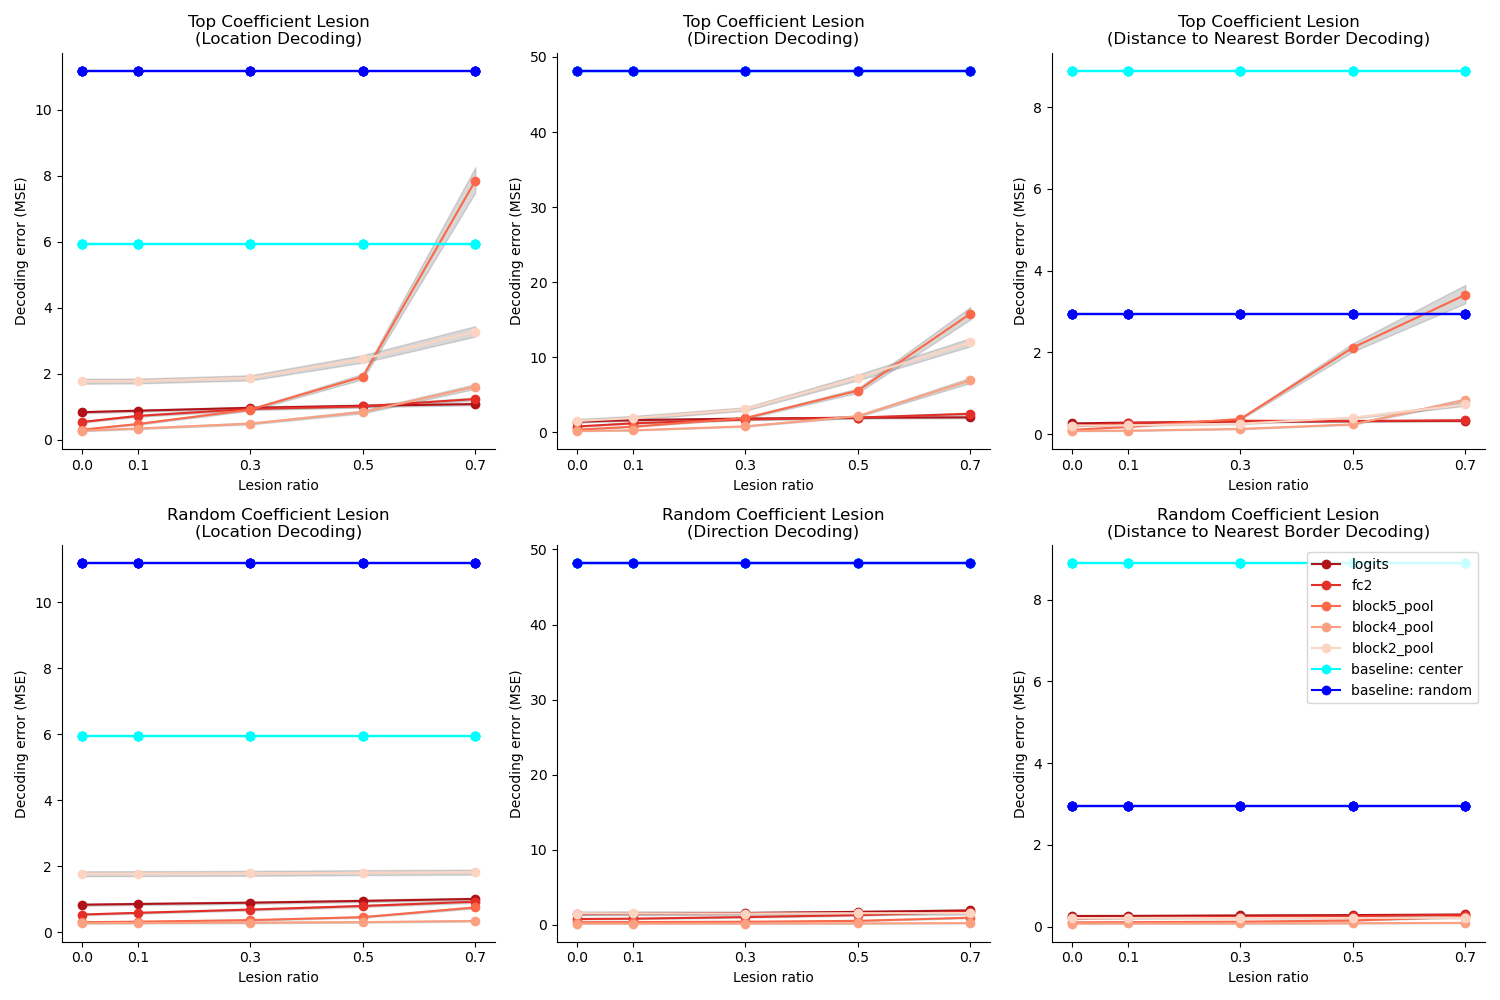 Top Coefficient Lesion
(Location Decoding)
Decoding error (MSE)
10
8
6
4
2
0
0.0
0.1
0.3
0.5
0.7
Lesion ratio
Top Coefficient Lesion
(Direction Decoding)
Decoding error (MSE)
50
40
30
20
10
0
0.0
0.1
0.3
0.5
0.7
Lesion ratio
Top Coefficient Lesion
(Distance to Nearest Border Decoding)
Decoding error (MSE)
8
6
4
2
0
0.0
0.1
0.3
0.5
0.7
Lesion ratio
Random Coefficient Lesion
(Location Decoding)
Decoding error (MSE)
10
8
6
4
2
0
0.0
0.1
0.3
0.5
0.7
Lesion ratio
Random Coefficient Lesion
(Direction Decoding)
Decoding error (MSE)
50
40
30
20
10
0
0.0
0.1
0.3
0.5
0.7
Lesion ratio
Random Coefficient Lesion
(Distance to Nearest Border Decoding)
Decoding error (MSE)
8
6
4
2
0
0.0
0.1
0.3
0.5
0.7
Lesion ratio
logits
fc2
block5_pool
block4_pool
block2_pool
baseline: center
baseline: random